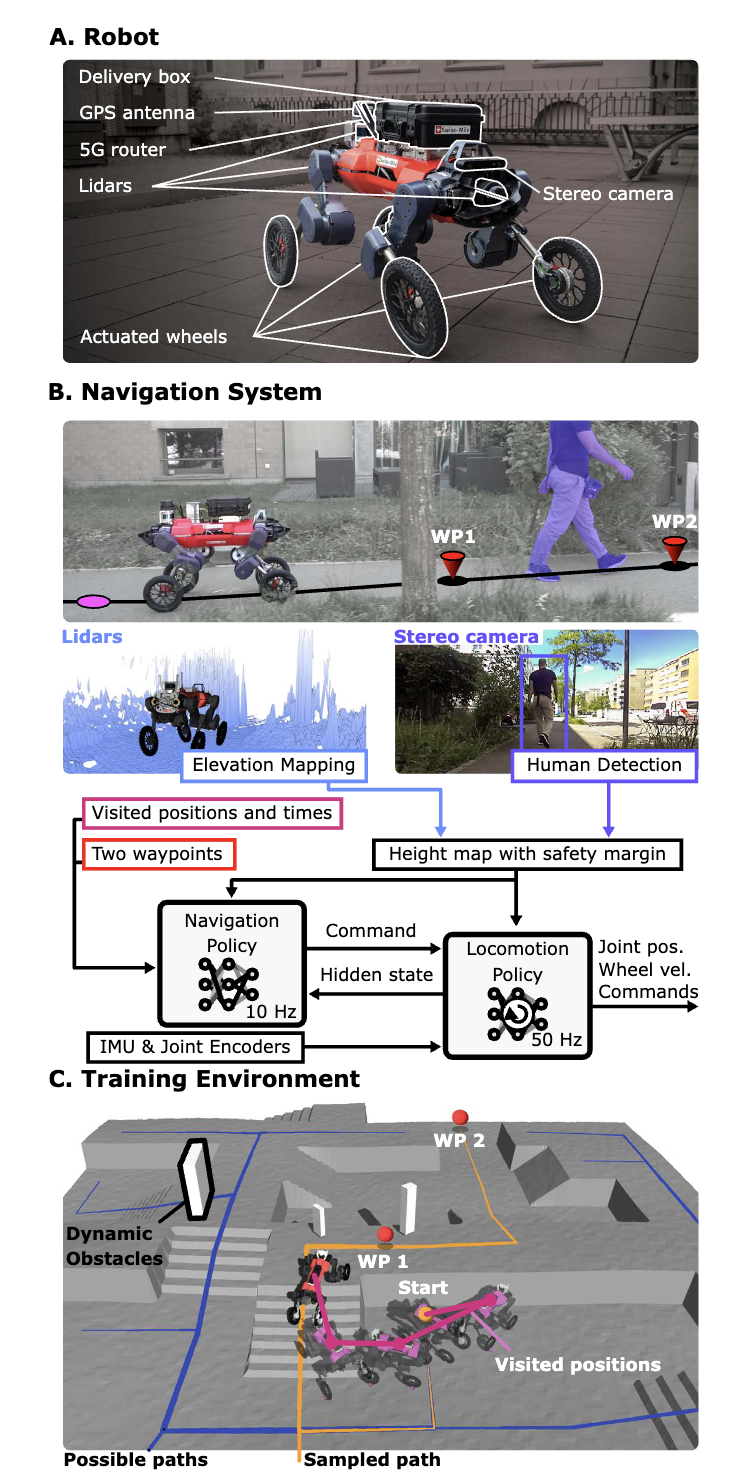 A. Robot
Delivery box
GPS antenna
5G router
Lidars
Stereo camera
Swiss-Mile
Actuated wheels
B. Navigation System
WP1
WP2
Lidars
Stereo camera
Elevation Mapping
Human Detection
Visited positions and times
Two waypoints
Height map with safety margin
Navigation
Policy
10 Hz
Command
Hidden state
Locomotion
Policy
50 Hz
Joint pos.
Wheel vel.
Commands
IMU & Joint Encoders
C. Training Environment
WP 2
Dynamic
Obstacles
WP 1
Start
Visited positions
Possible paths
Sampled path